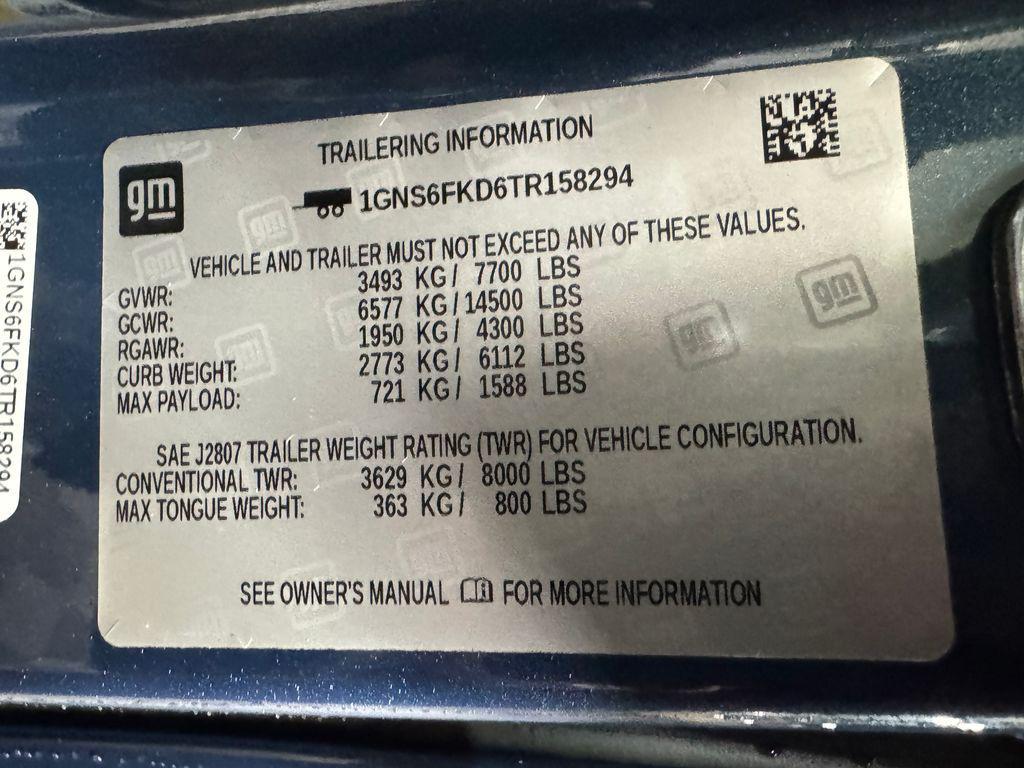 gm
TRAILERING INFORMATION
1GNS6FKD6TR158294
VEHICLE AND TRAILER MUST NOT EXCEED ANY OF THESE VALUES.
GVWR: 3493 KG/ 7700 LBS
GCWR: 6577 KG/14500 LBS
RGAWR: 1950 KG/ 4300 LBS
CURB WEIGHT: 2773 KG/ 6112 LBS
MAX PAYLOAD: 721 KG/ 1588 LBS
SAE J2807 TRAILER WEIGHT RATING (TWR) FOR VEHICLE CONFIGURATION.
CONVENTIONAL TWR: 3629 KG/ 8000 LBS
MAX TONGUE WEIGHT: 363 KG/ 800 LBS
SEE OWNER'S MANUAL FOR MORE INFORMATION
1GNS6FKD6TR158294